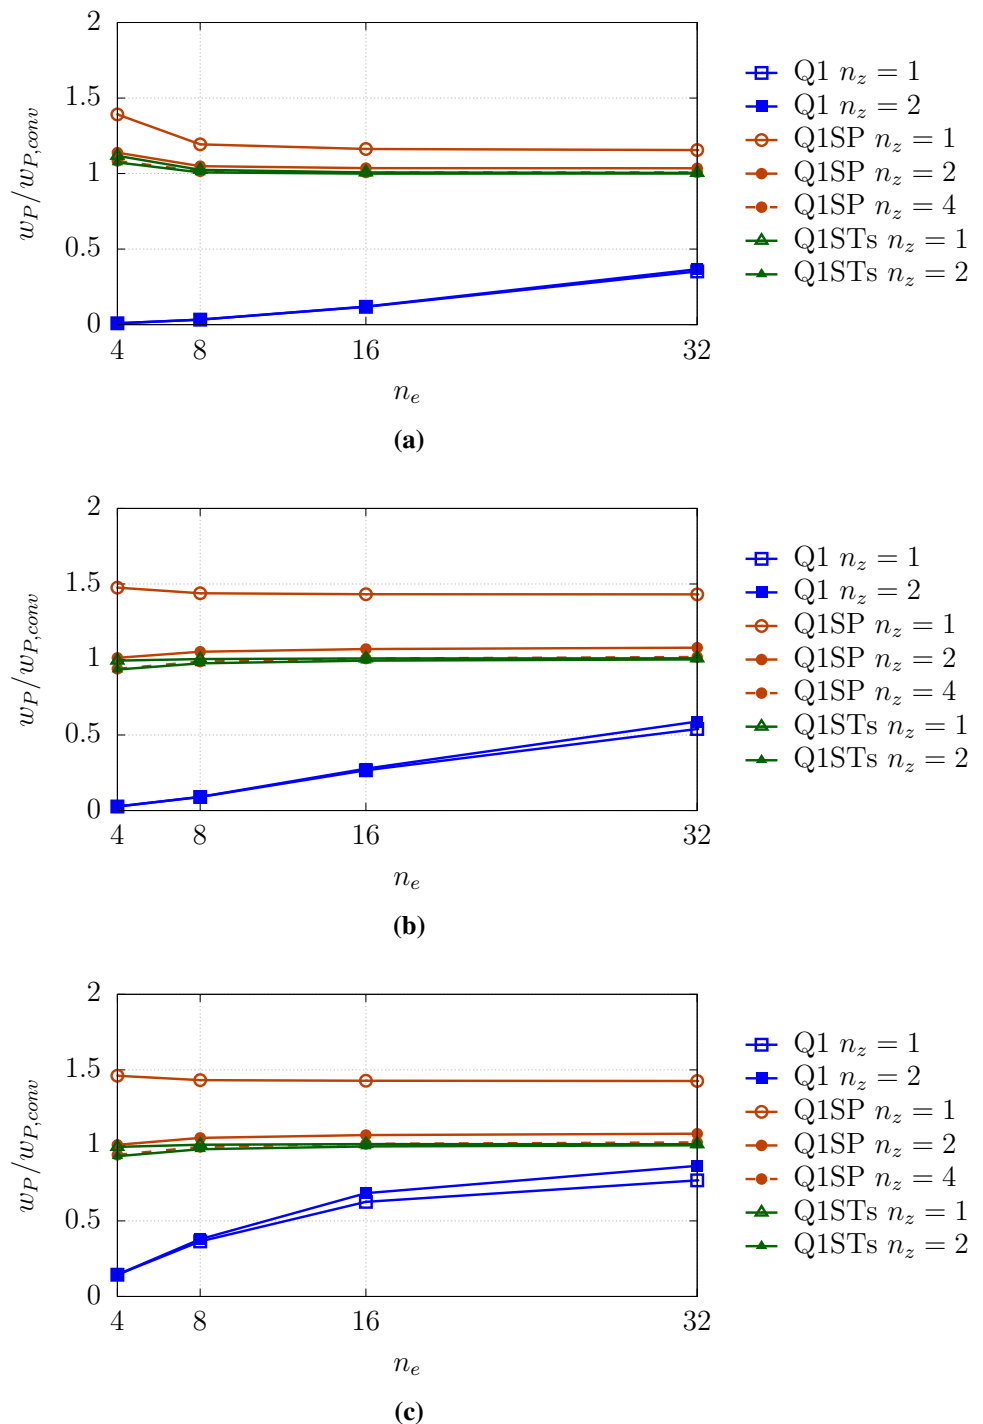 2
1.5
1
0.5
0
4 8 16 32
w_P/w_{P,conv}
n_e
Q1 n_z = 1
Q1 n_z = 2
Q1SP n_z = 1
Q1SP n_z = 2
Q1SP n_z = 4
Q1STs n_z = 1
Q1STs n_z = 2
(a)
2
1.5
1
0.5
0
4 8 16 32
w_P/w_{P,conv}
n_e
Q1 n_z = 1
Q1 n_z = 2
Q1SP n_z = 1
Q1SP n_z = 2
Q1SP n_z = 4
Q1STs n_z = 1
Q1STs n_z = 2
(b)
2
1.5
1
0.5
0
4 8 16 32
w_P/w_{P,conv}
n_e
Q1 n_z = 1
Q1 n_z = 2
Q1SP n_z = 1
Q1SP n_z = 2
Q1SP n_z = 4
Q1STs n_z = 1
Q1STs n_z = 2
(c)